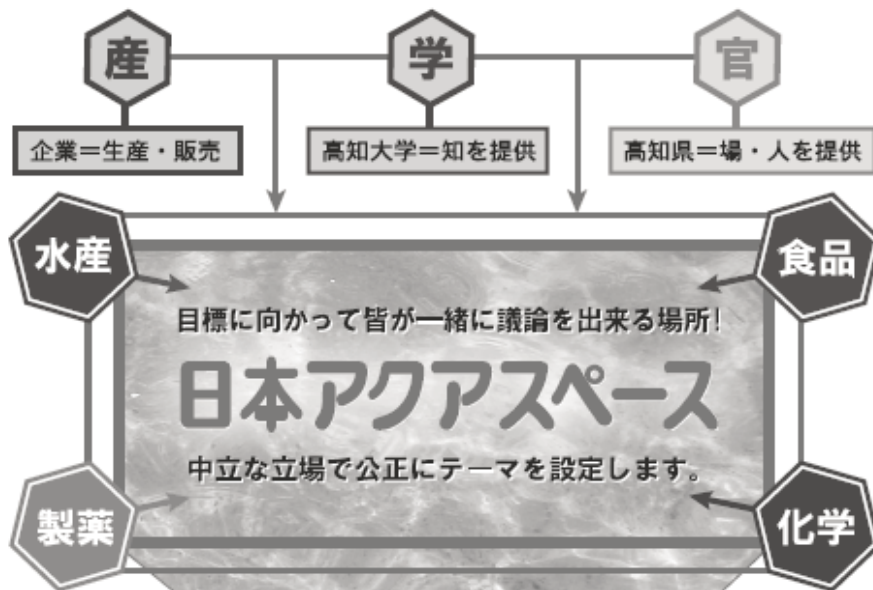 産
学
官
企業＝生産・販売
高知大学＝知を提供
高知県＝場・人を提供
水産
食品
目標に向かって皆が一緒に議論を出来る場所!
日本アクアスペース
中立な立場で公正にテーマを設定します。
製薬
化学